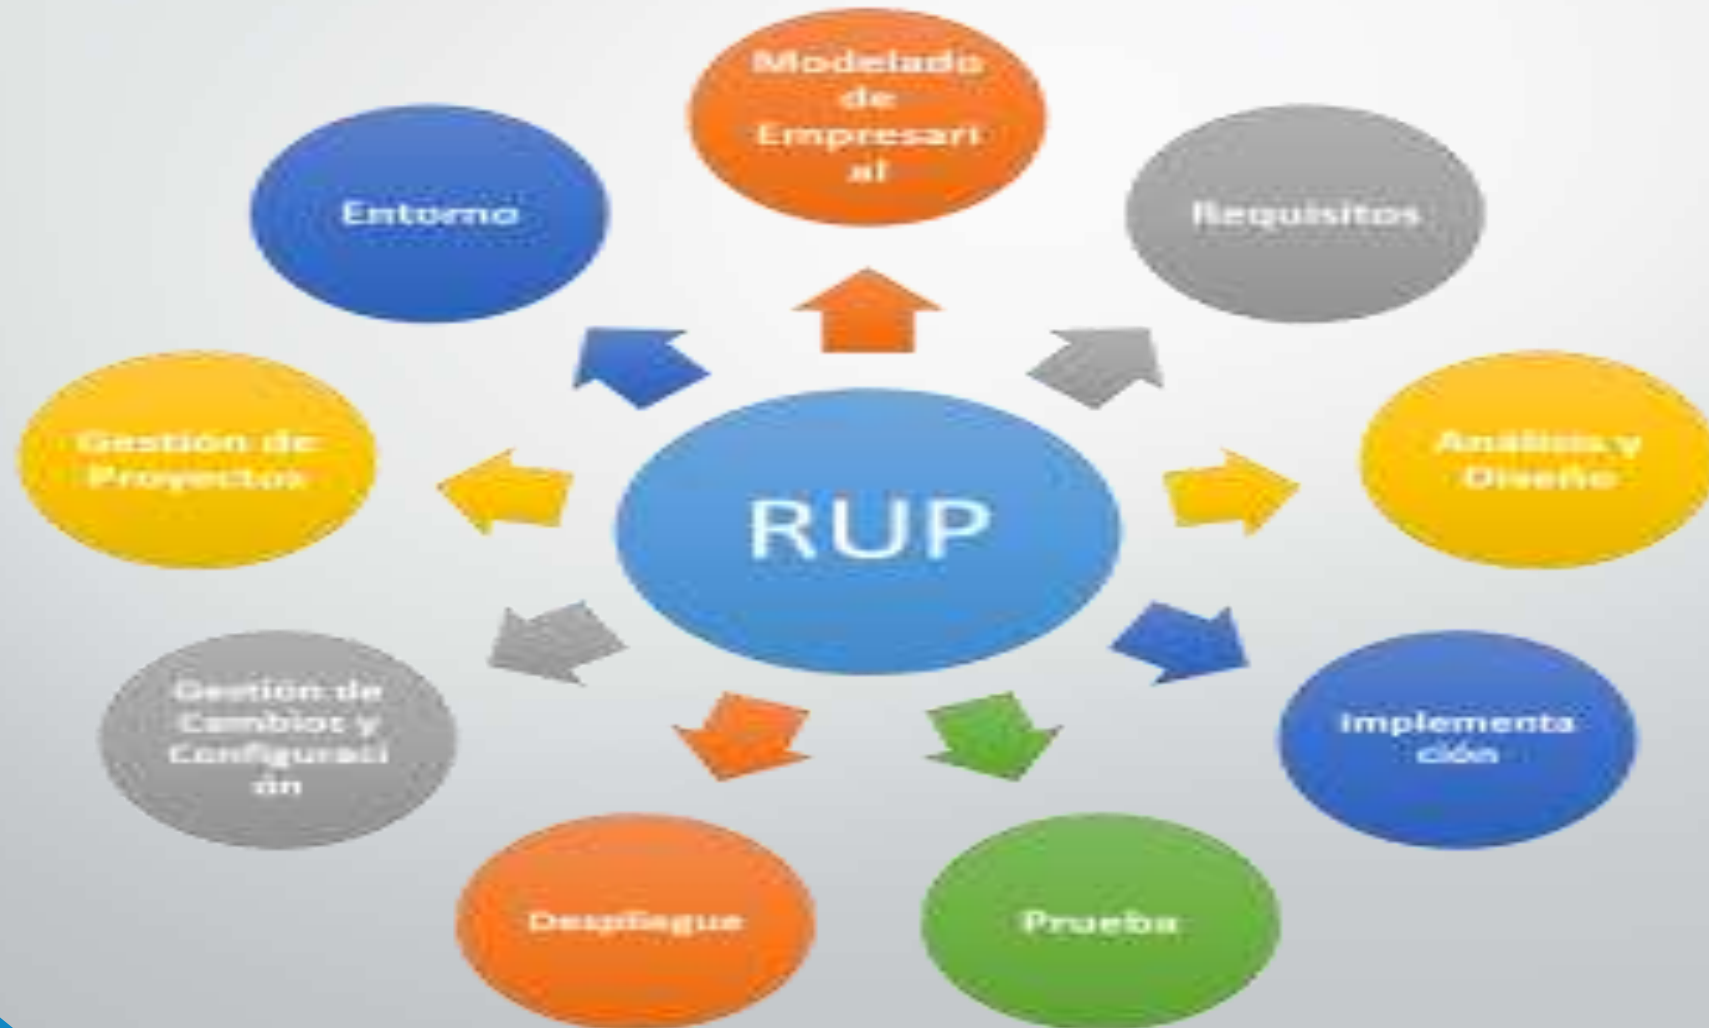 Modelado
de
Empresari
al
Requisitos
Análisis y
Diseño
Implementa
ción
Prueba
Despliegue
Gestión de
Cambios y
Configuraci
ón
Gestión de
Proyectos
Entorno
RUP